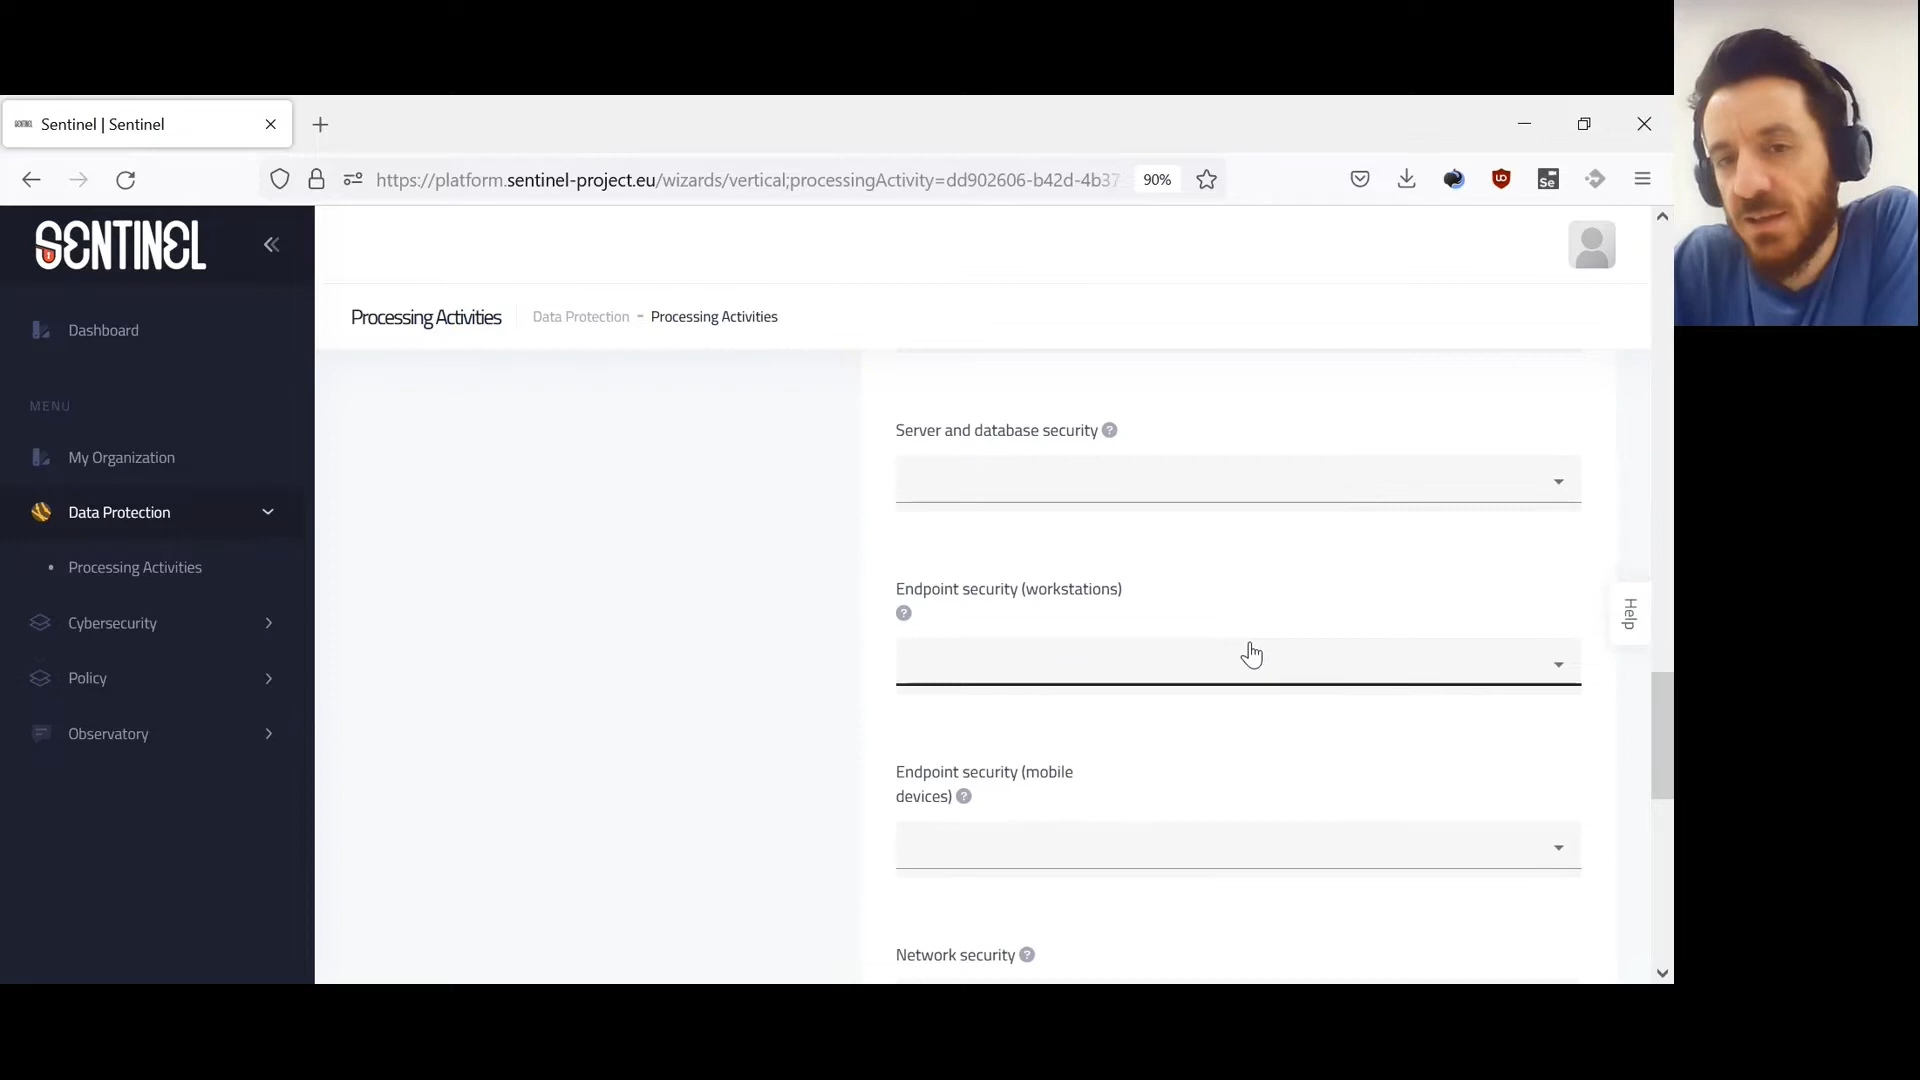 Sentinel | Sentinel
https://platform.sentinel-project.eu/wizards/vertical;processingActivity=dd902606-b42d-4b37
90%
SENTINEL
Processing Activities
Data Protection - Processing Activities
Dashboard
MENU
My Organization
Data Protection
Processing Activities
Cybersecurity
Policy
Observatory
Server and database security
Endpoint security (workstations)
Endpoint security (mobile
devices)
Network security
Help